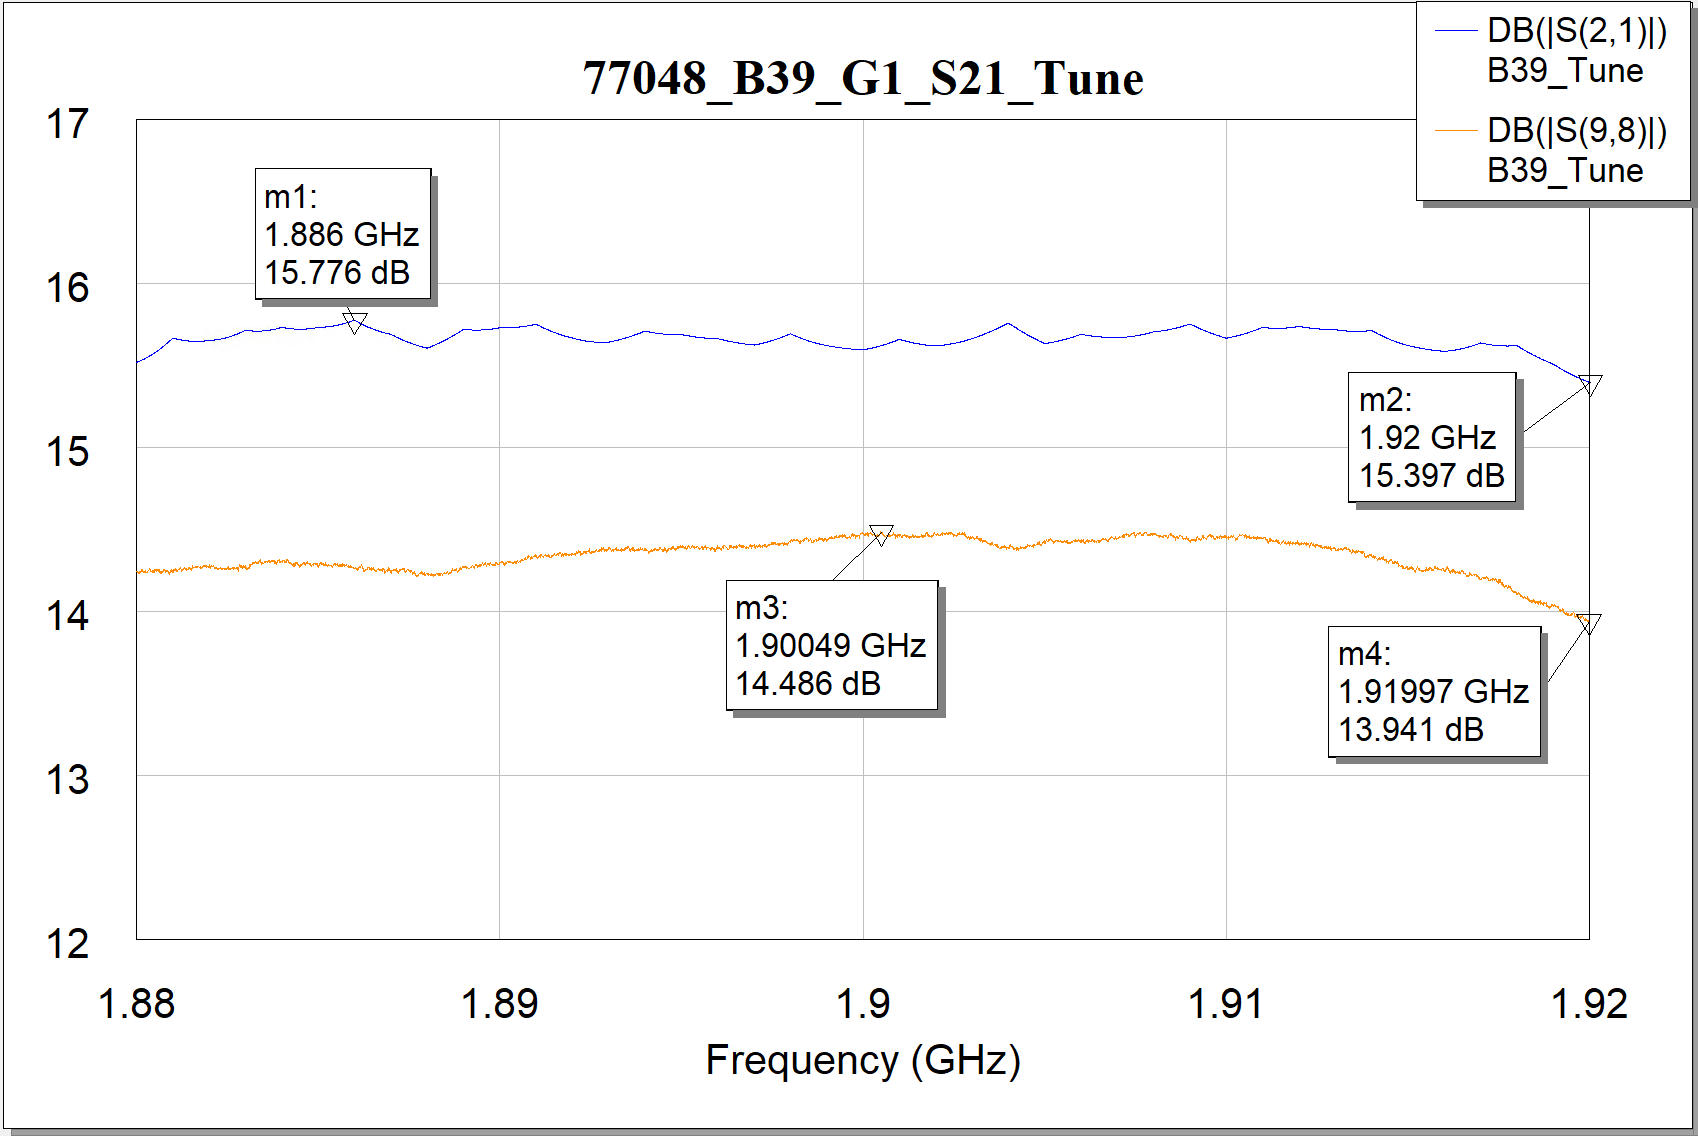 77048_B39_G1_S21_Tune
DB(|S(2,1)|)
B39_Tune
DB(|S(9,8)|)
B39_Tune
17
16
15
14
13
12
m1:
1.886 GHz
15.776 dB
m2:
1.92 GHz
15.397 dB
m3:
1.90049 GHz
14.486 dB
m4:
1.91997 GHz
13.941 dB
1.88
1.89
1.9
1.91
1.92
Frequency (GHz)